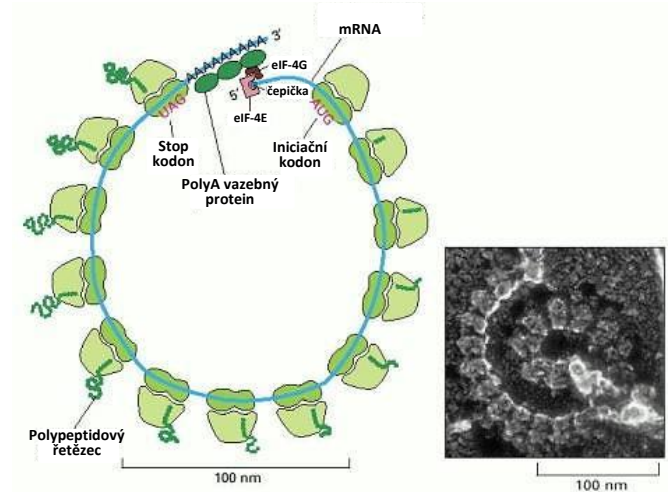 mRNA
AAAAAAAAA 3'
eIF-4G
5' čepička
eIF-4E
UAG
AUG
Stop
kodon
Iniciační
kodon
PolyA vazebný
protein
Polypeptidový
řetězec
100 nm
100 nm